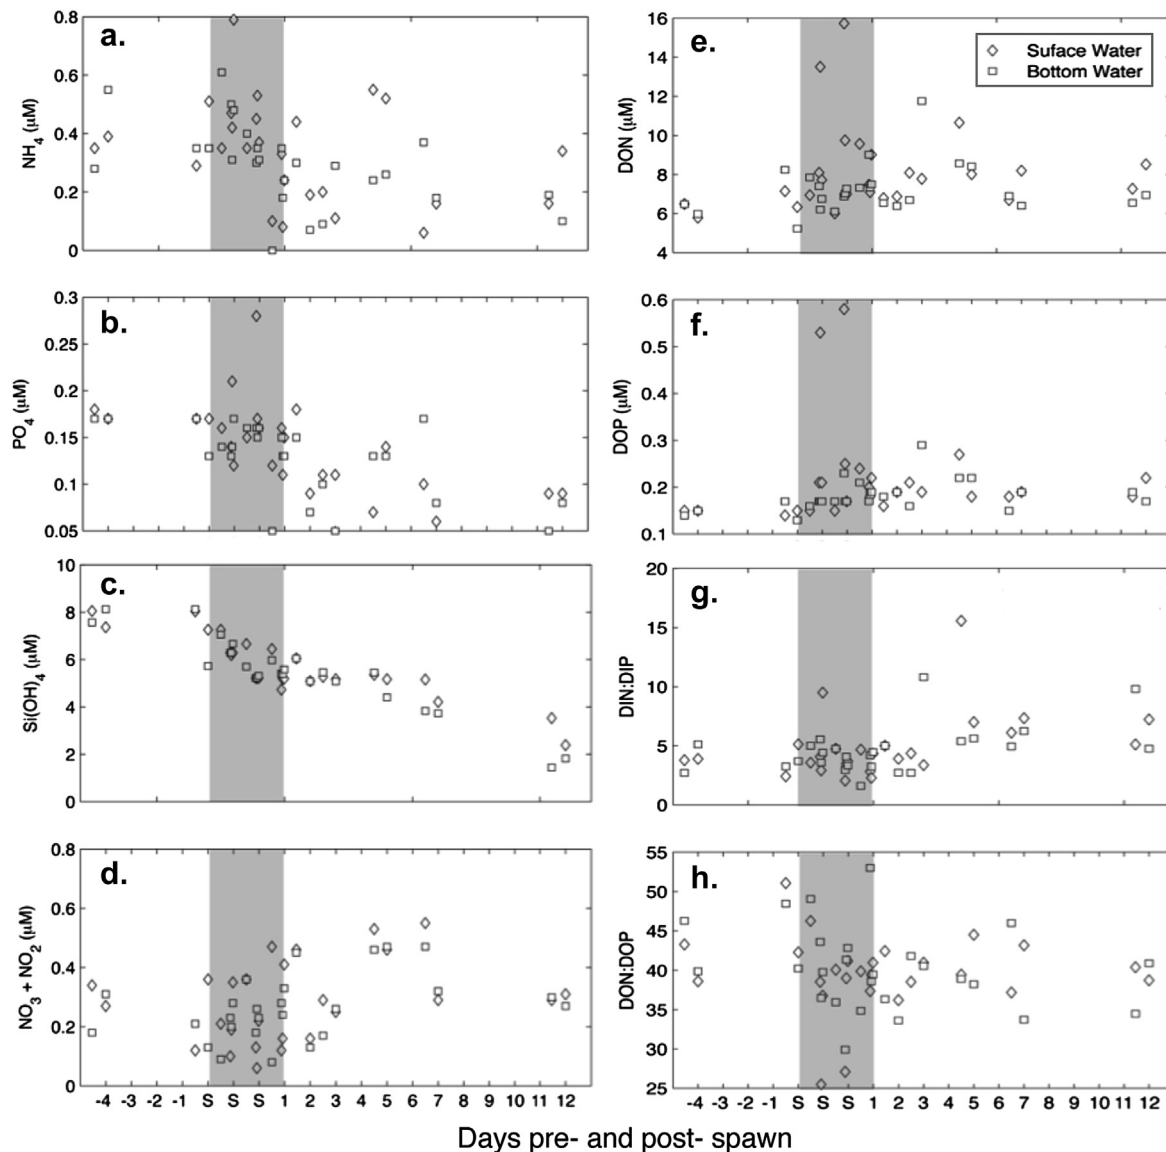 a.
0.8
0.6
0.4
0.2
0
NH4 (μM)
b.
0.3
0.25
0.2
0.15
0.1
0.05
PO4 (μM)
c.
10
8
6
4
2
0
Si(OH)4 (μM)
d.
0.8
0.6
0.4
0.2
0
NO3 + NO2 (μM)
-4 -3 -2 -1 S S S 1 2 3 4 5 6 7 8 9 10 11 12
e.
Suface Water
Bottom Water
16
14
12
10
8
6
4
DON (μM)
f.
0.6
0.5
0.4
0.3
0.2
0.1
DOP (μM)
g.
20
15
10
5
0
DIN:DIP
h.
55
50
45
40
35
30
25
DON:DOP
-4 -3 -2 -1 S S S 1 2 3 4 5 6 7 8 9 10 11 12
Days pre- and post- spawn